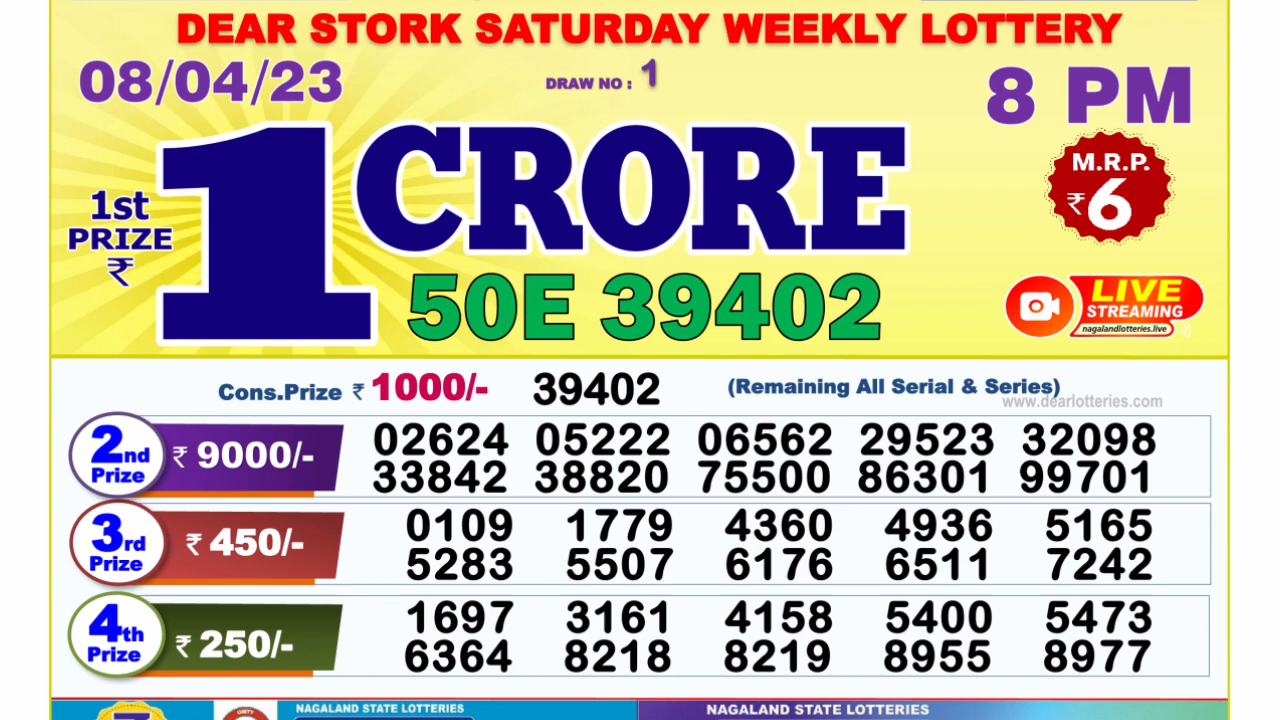 DEAR STORK SATURDAY WEEKLY LOTTERY
08/04/23
DRAW NO : 1
8 PM
1st
PRIZE
₹
1 CRORE
M.R.P.
₹ 6
50E 39402
LIVE
STREAMING
nagalandlotteries.live
Cons.Prize ₹ 1000/- 39402 (Remaining All Serial & Series)
www.dearlotteries.com
2nd Prize ₹ 9000/-
02624 05222 06562 29523 32098
33842 38820 75500 86301 99701
3rd Prize ₹ 450/-
0109 1779 4360 4936 5165
5283 5507 6176 6511 7242
4th Prize ₹ 250/-
1697 3161 4158 5400 5473
6364 8218 8219 8955 8977
NAGALAND STATE LOTTERIES
NAGALAND STATE LOTTERIES